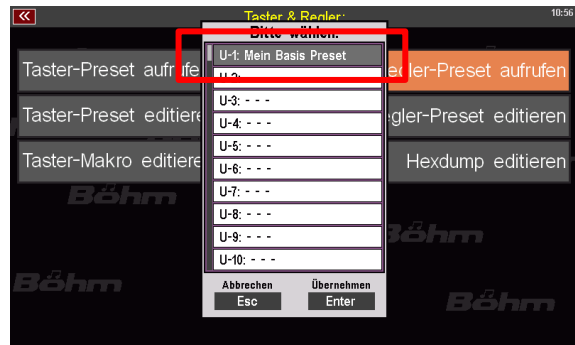 Taster & Regler:
10:56
Bitte wählen:
U-1: Mein Basis Preset
U-3: - - -
U-4: - - -
U-5: - - -
U-6: - - -
U-7: - - -
U-8: - - -
U-9: - - -
U-10: - - -
Abbrechen Übernehmen
Esc Enter
Taster-Preset aufrufe
egler-Preset aufrufen
Taster-Preset editiere
egler-Preset editieren
Taster-Makro editiere
Hexdump editieren
Böhm
Böhm
Böhm
Böhm